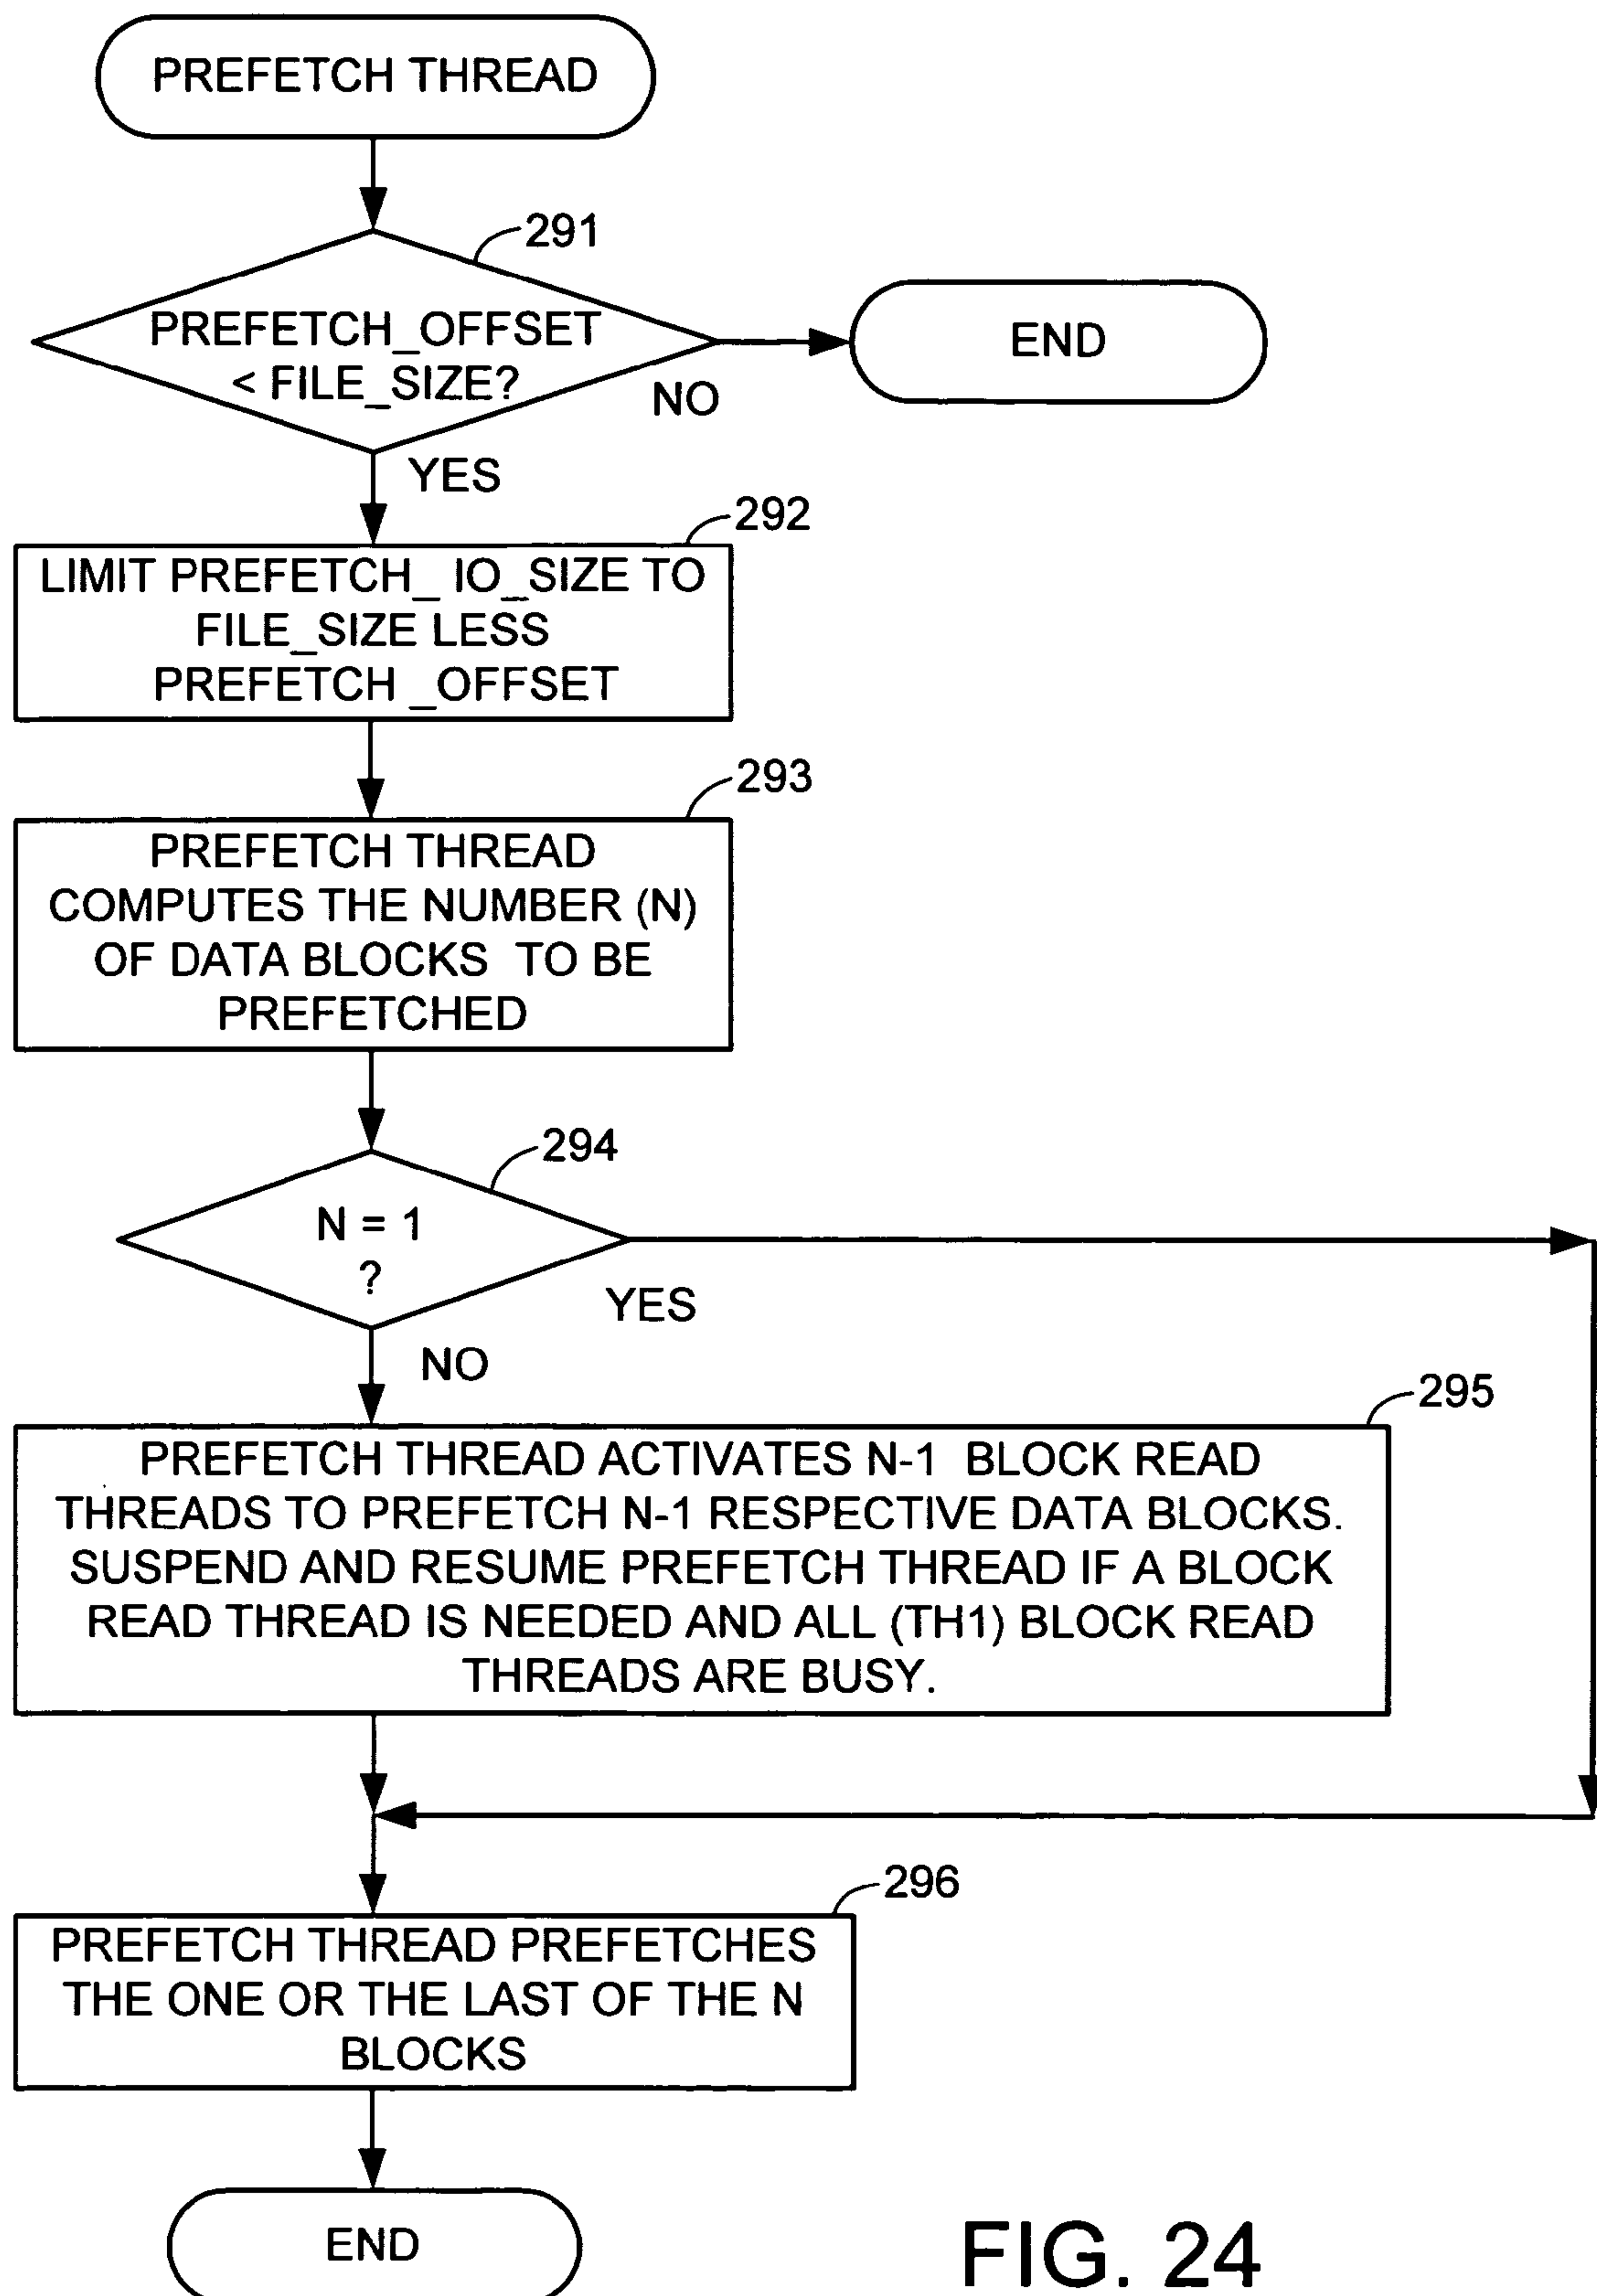 PREFETCH THREAD
291
PREFETCH_OFFSET
< FILE_SIZE?
END
NO
YES
292
LIMIT PREFETCH_ IO_SIZE TO
FILE_SIZE LESS
PREFETCH _OFFSET
293
PREFETCH THREAD
COMPUTES THE NUMBER (N)
OF DATA BLOCKS TO BE
PREFETCHED
294
N = 1
?
YES
NO
295
PREFETCH THREAD ACTIVATES N-1 BLOCK READ
THREADS TO PREFETCH N-1 RESPECTIVE DATA BLOCKS.
SUSPEND AND RESUME PREFETCH THREAD IF A BLOCK
READ THREAD IS NEEDED AND ALL (TH1) BLOCK READ
THREADS ARE BUSY.
296
PREFETCH THREAD PREFETCHES
THE ONE OR THE LAST OF THE N
BLOCKS
END
FIG. 24